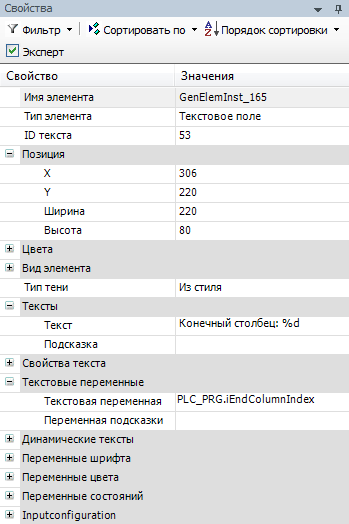 Свойства
Фильтр Сортировать по Порядок сортировки
Эксперт
Свойство Значения
Имя элемента GenElemInst_165
Тип элемента Текстовое поле
ID текста 53
Позиция
X 306
Y 220
Ширина 220
Высота 80
Цвета
Вид элемента
Тип тени Из стиля
Тексты
Текст Конечный столбец: %d
Подсказка
Свойства текста
Текстовые переменные
Текстовая переменная PLC_PRG.iEndColumnIndex
Переменная подсказки
Динамические тексты
Переменные шрифта
Переменные цвета
Переменные состояний
Inputconfiguration